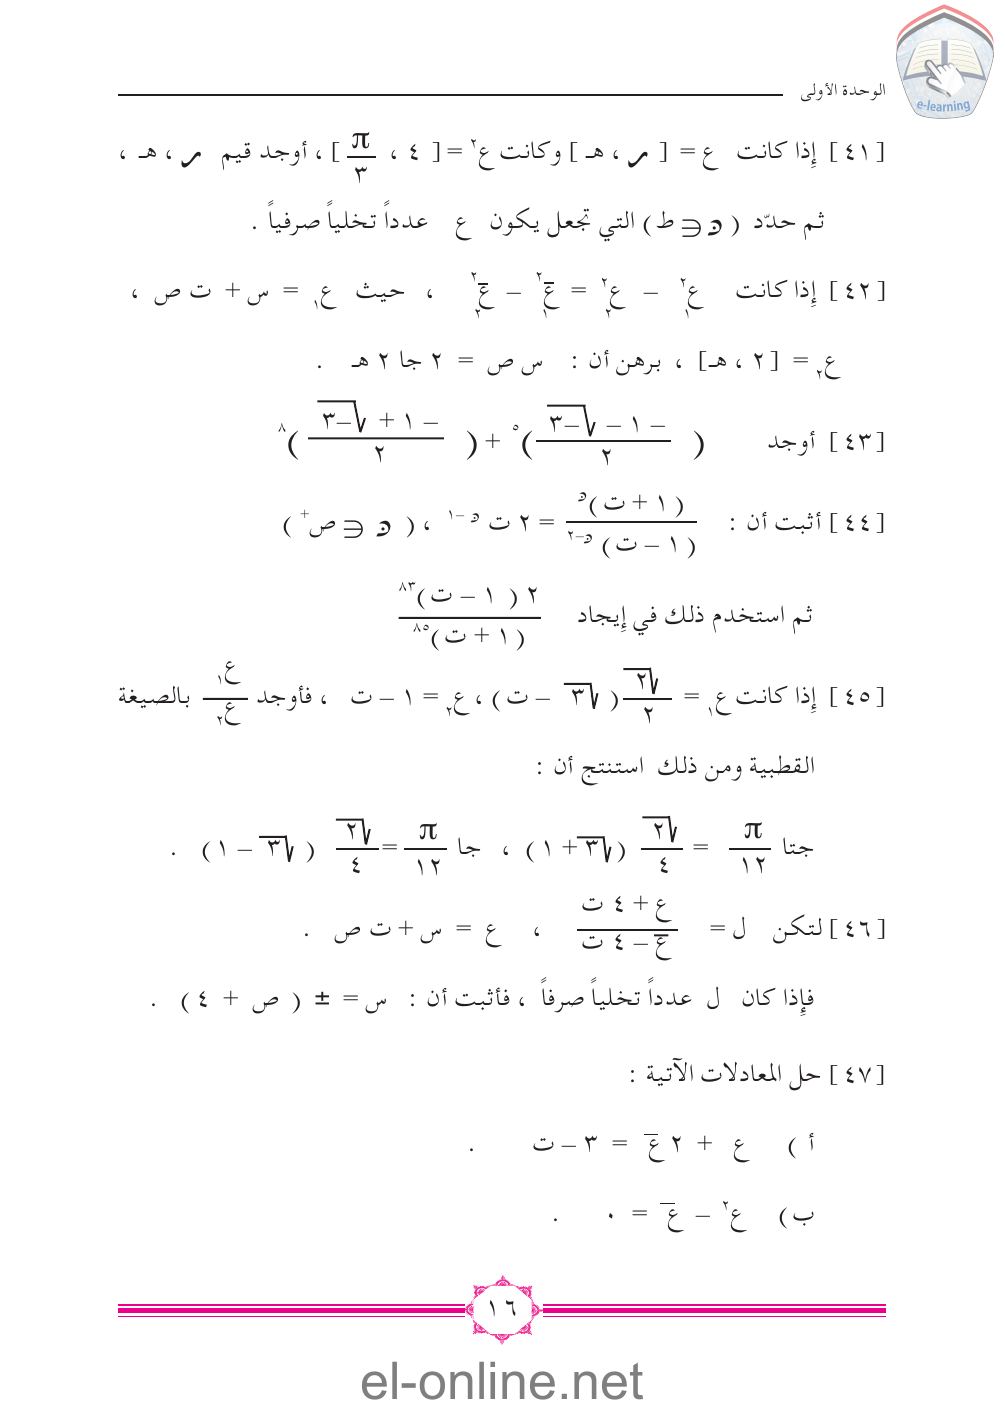 e-learning
الوحدة الأولى
[٤١] إذا كانت ع = [ ر ، هـ ] وكانت ع٢ = [ ٤ ، π/٣ ] ، أوجد قيم ر ، هـ ،
ثم حدّد ( ن ∈ ط ) التي تجعل يكون عن عدداً تخلياً صرفياً .
[٤٢] إذا كانت ع١٢ – ع٢٢ = ع̅١٢ – ع̅٢٢ ، حيث ع١ = س + ت ص ،
ع٢ = [ ٢ ، هـ] ، برهن أن : س ص = ٢ جا ٢ هـ .
[٤٣] أوجد ( (– ١ – √–٣)/٢ )٥ + ( (– ١ + √–٣)/٢ )٨
[٤٤] أثبت أن : (١ + ت)ن / (١ – ت)ن–٢ = ٢ ت ن–١ ، ( ن ∈ ص+ )
ثم استخدم ذلك في إيجاد ٢ ( ١ – ت)٨٣ / (١ + ت)٨٥
[٤٥] إذا كانت ع١ = √٢/٢ ( √٣ – ت ) ، ع٢ = ١ – ت ، فأوجد ع١/ع٢ بالصيغة
القطبية ومن ذلك استنتج أن :
جتا π/١٢ = √٢/٤ (√٣ + ١) ، جا π/١٢ = √٢/٤ ( √٣ – ١) .
[٤٦] لتكن ل = (ع + ٤ ت)/(ع̅ – ٤ ت) ، ع = س + ت ص .
فإذا كان ل عدداً تخلياً صرفاً ، فأثبت أن : س = ± ( ص + ٤ ) .
[٤٧] حل المعادلات الآتية :
أ ) ع + ٢ ع̅ = ٣ – ت .
ب) ع٢ – ع̅ = ٠ .
١٦
el-online.net